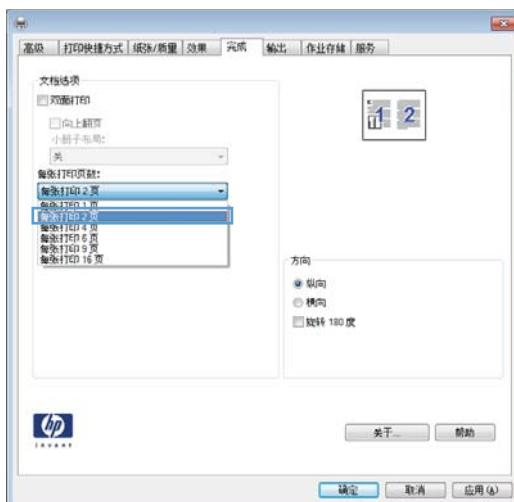 高级 打印快捷方式 纸张/质量 效果 完成 输出 作业存储 服务
文档选项
双面打印
向上翻页
小册子布局:
关
每张打印页数:
每张打印 2 页
每张打印 1 页
每张打印 2 页
每张打印 4 页
每张打印 6 页
每张打印 9 页
每张打印 16 页
1 2
方向
纵向
横向
旋转 180 度
hp
invent
关于... 帮助
确定 取消 应用(A)